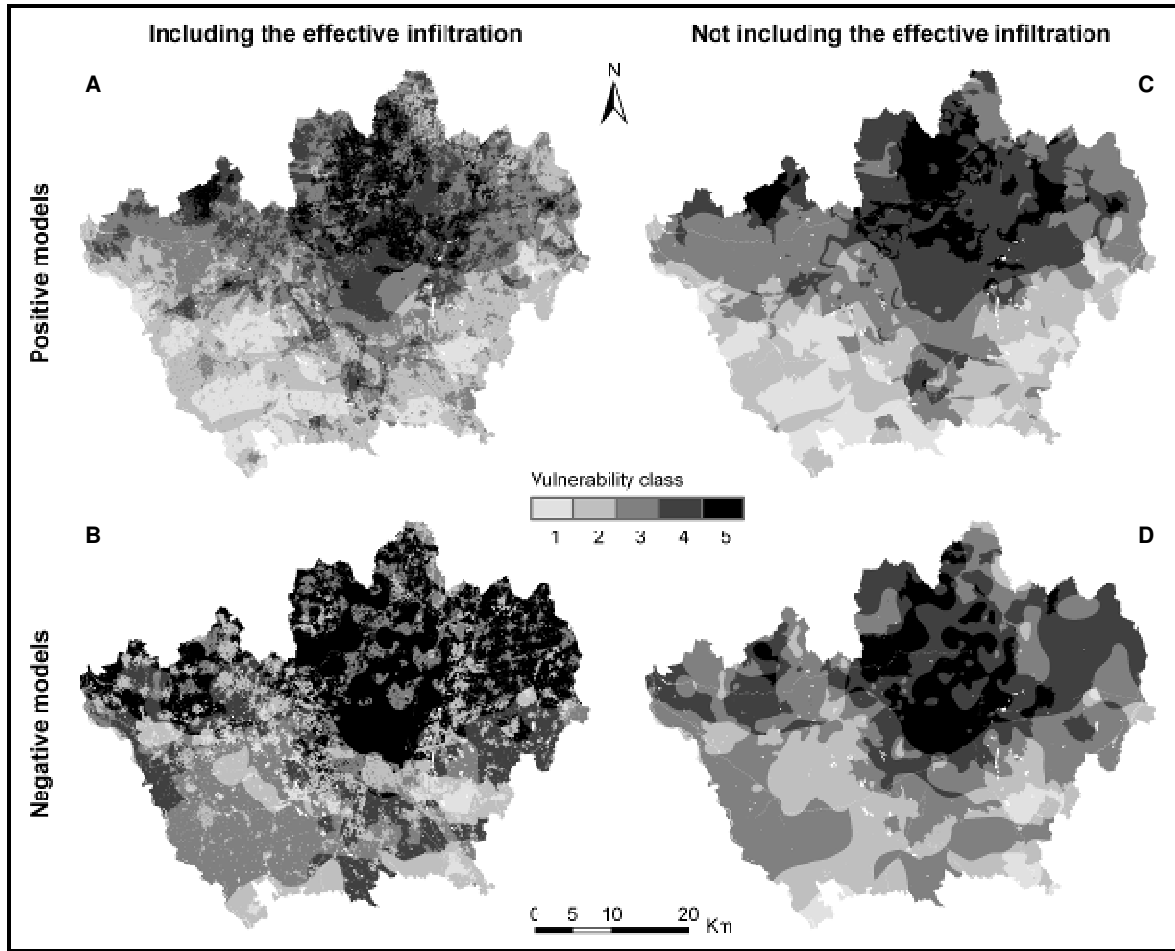 Including the effective infiltration
Not including the effective infiltration
A
N
C
Positive models
Vulnerability class
1 2 3 4 5
B
D
Negative models
0 5 10 20 Km